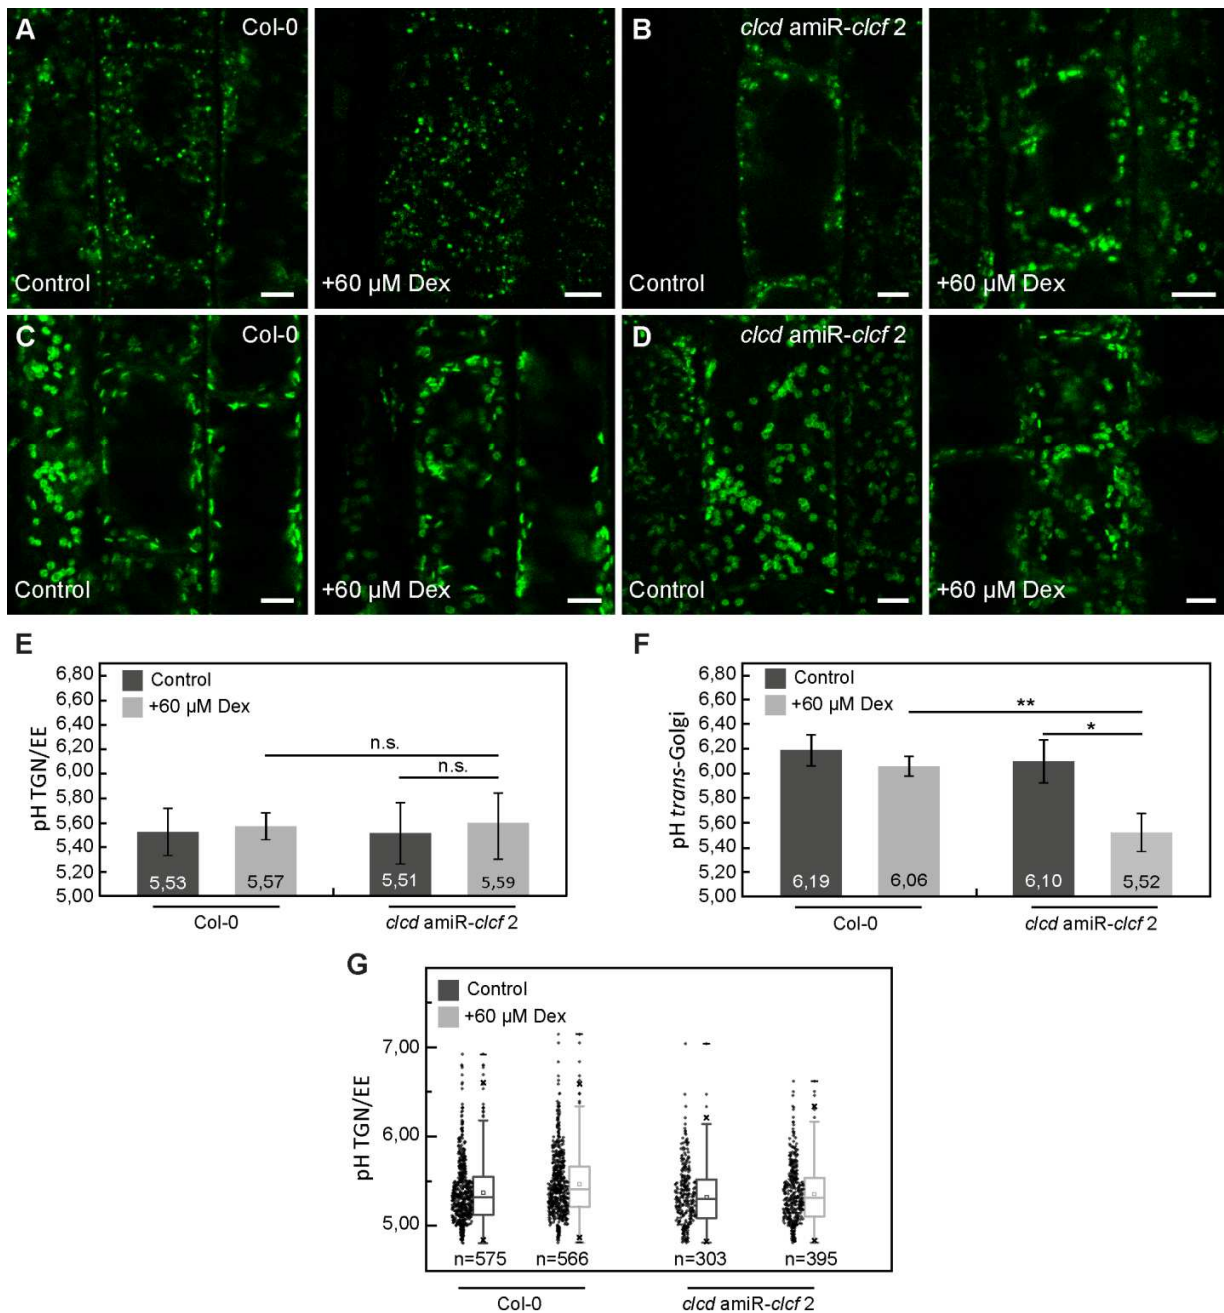 A
Col-0
B
clcd amiR-clcf 2
Control
+60 µM Dex
Control
+60 µM Dex
C
Col-0
D
clcd amiR-clcf 2
Control
+60 µM Dex
Control
+60 µM Dex
E
pH TGN/EE
6,80
6,60
6,40
6,20
6,00
5,80
5,60
5,40
5,20
5,00
Control
+60 µM Dex
n.s.
n.s.
5,53
5,57
5,51
5,59
Col-0
clcd amiR-clcf 2
F
pH trans-Golgi
6,80
6,60
6,40
6,20
6,00
5,80
5,60
5,40
5,20
5,00
Control
+60 µM Dex
**
*
6,19
6,06
6,10
5,52
Col-0
clcd amiR-clcf 2
G
pH TGN/EE
7,00
6,00
5,00
Control
+60 µM Dex
n=575
n=566
n=303
n=395
Col-0
clcd amiR-clcf 2